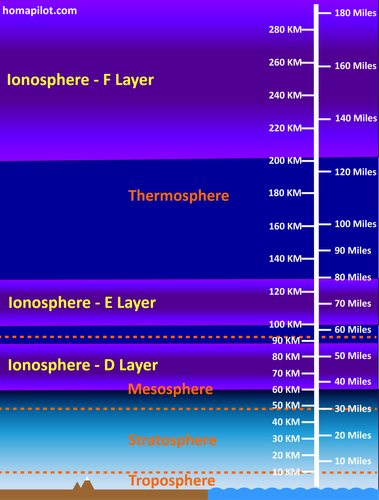 homapilot.com
180 Miles
280 KM
Ionosphere - F Layer
260 KM
160 Miles
240 KM
140 Miles
220 KM
200 KM
120 Miles
Thermosphere
180 KM
160 KM
100 Miles
90 Miles
140 KM
80 Miles
120 KM
Ionosphere - E Layer
70 Miles
100 KM
60 Miles
90 KM
80 KM
50 Miles
Ionosphere - D Layer
70 KM
40 Miles
Mesosphere
60 KM
50 KM
30 Miles
40 KM
Stratosphere
30 KM
20 Miles
20 KM
10 Miles
10 KM
Troposphere